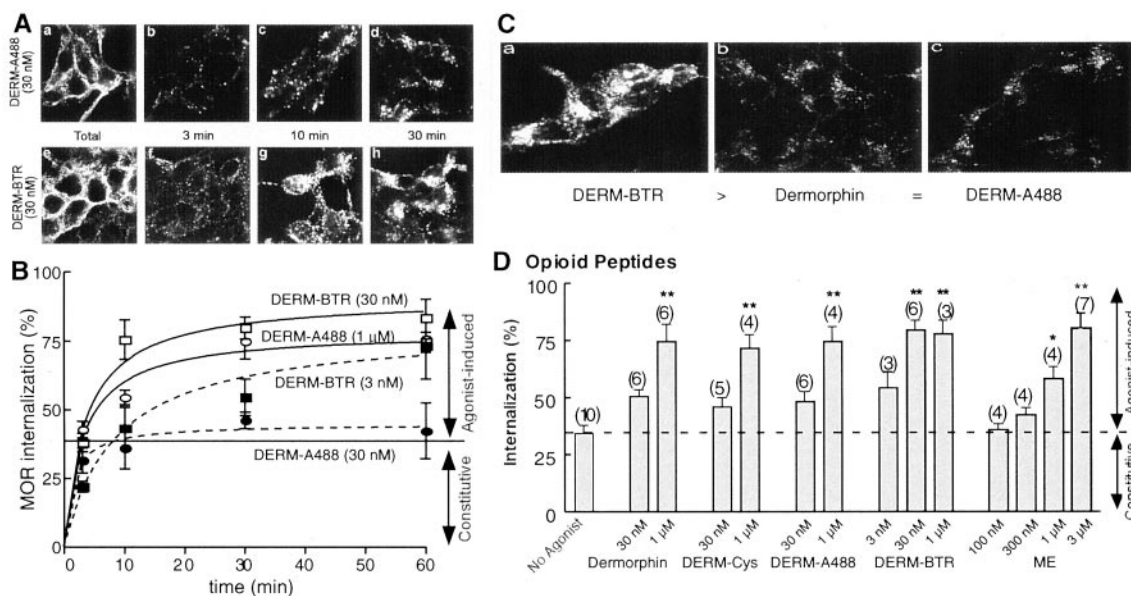 A
DERM-A488
(30 nM)
a
b
c
d
Total
3 min
10 min
30 min
DERM-BTR
(30 nM)
e
f
g
h
B
MOR internalization (%)
100
75
50
25
0
0
10
20
30
40
50
60
time (min)
DERM-BTR (30 nM)
DERM-A488 (1 µM)
DERM-BTR (3 nM)
DERM-A488 (30 nM)
Agonist-induced
Constitutive
C
a
b
c
DERM-BTR > Dermorphin = DERM-A488
D Opioid Peptides
Internalization (%)
100
75
50
25
0
(10)
(6)
(6)
**
(5)
(4)
**
(6)
(4)
**
(3)
(6)
**
(3)
**
(4)
(4)
(4)
*
(7)
**
No Agonist
30 nM
1 µM
30 nM
1 µM
30 nM
1 µM
3 nM
30 nM
1 µM
100 nM
300 nM
1 µM
3 µM
Dermorphin
DERM-Cys
DERM-A488
DERM-BTR
ME
Agonist-induced
Constitutive